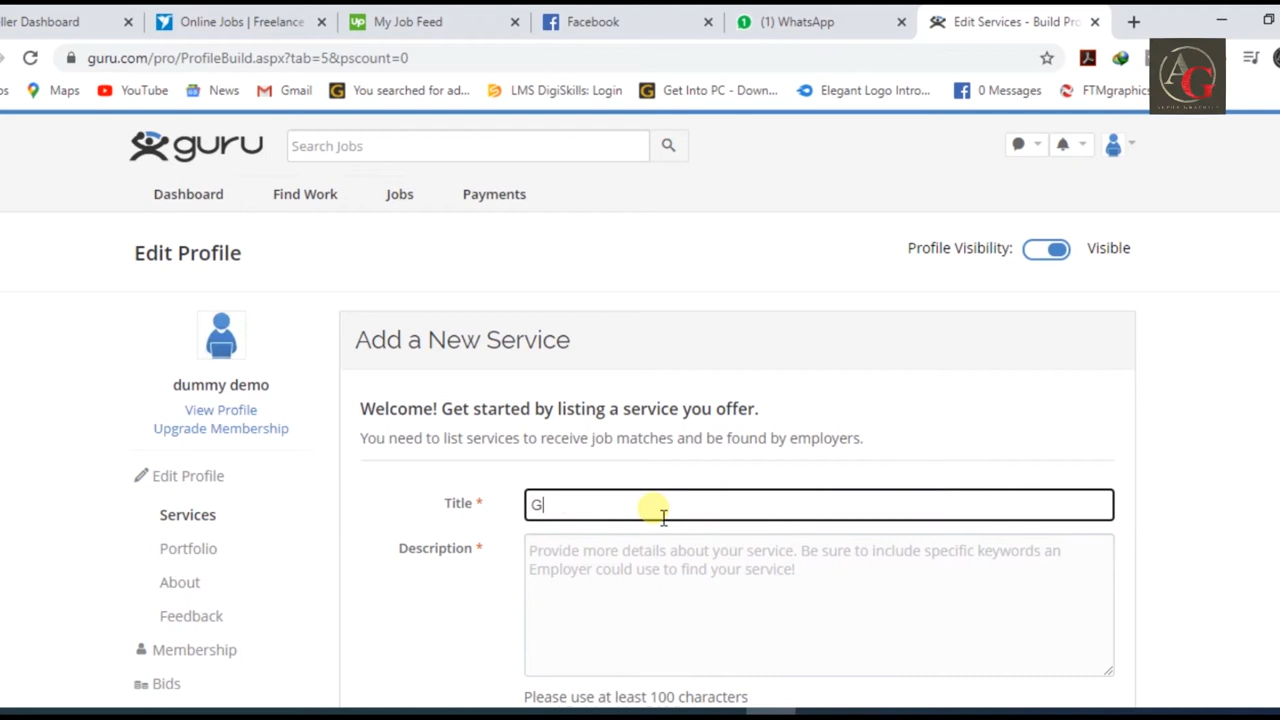 ller Dashboard
Online Jobs | Freelance
My Job Feed
Facebook
(1) WhatsApp
Edit Services - Build Pro
guru.com/pro/ProfileBuild.aspx?tab=5&pscount=0
Maps
YouTube
News
Gmail
You searched for ad...
LMS DigiSkills: Login
Get Into PC - Down...
Elegant Logo Intro...
0 Messages
FTMgraphics
AG
guru
Search Jobs
Dashboard
Find Work
Jobs
Payments
Edit Profile
Profile Visibility:
Visible
dummy demo
View Profile
Upgrade Membership
Edit Profile
Services
Portfolio
About
Feedback
Membership
Bids
Add a New Service
Welcome! Get started by listing a service you offer.
You need to list services to receive job matches and be found by employers.
Title *
G
Description *
Provide more details about your service. Be sure to include specific keywords an
Employer could use to find your service!
Please use at least 100 characters